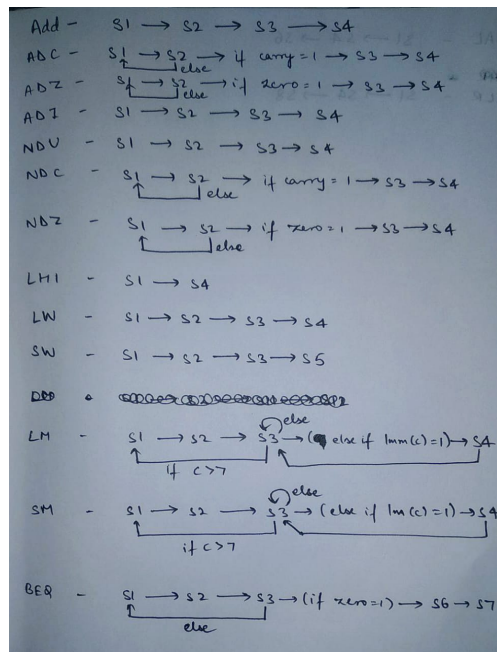 Add - S1 → S2 → S3 → S4
ADC - S1 → S2 → if carry = 1 → S3 → S4
else
ADZ - S1 → S2 → if zero = 1 → S3 → S4
else
ADI - S1 → S2 → S3 → S4
NDU - S1 → S2 → S3 → S4
NDC - S1 → S2 → if carry = 1 → S3 → S4
else
NDZ - S1 → S2 → if zero = 1 → S3 → S4
else
LHI - S1 → S4
LW - S1 → S2 → S3 → S4
SW - S1 → S2 → S3 → S5
else
LM - S1 → S2 → S3 → ( else if Imm(c) = 1) → S4
if c > 7
else
SM - S1 → S2 → S3 → (else if Im(c) = 1) → S4
if c > 7
BEQ - S1 → S2 → S3 → (if zero = 1) → S6 → S7
else